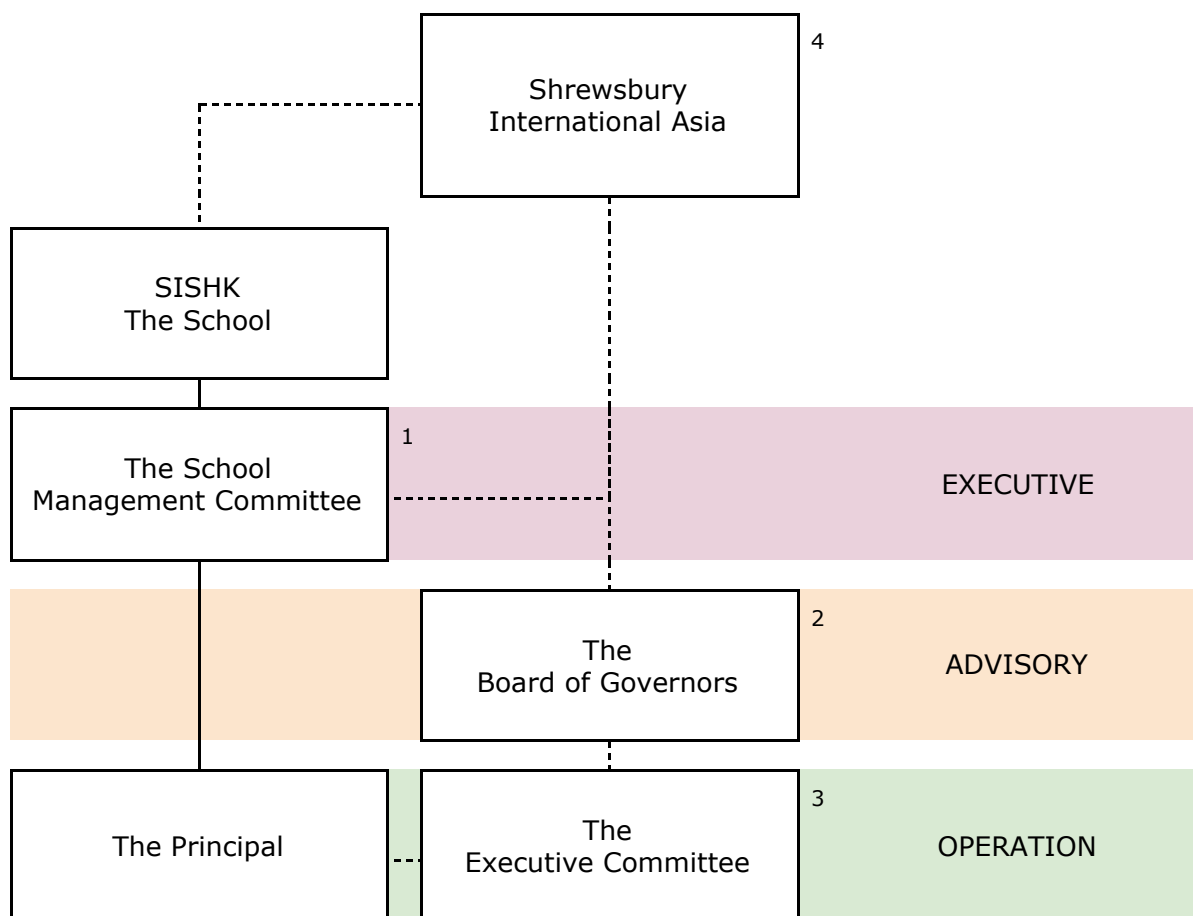 4
Shrewsbury
International Asia
SISHK
The School
1
The School
Management Committee
EXECUTIVE
2
The
Board of Governors
ADVISORY
3
The Principal
The
Executive Committee
OPERATION